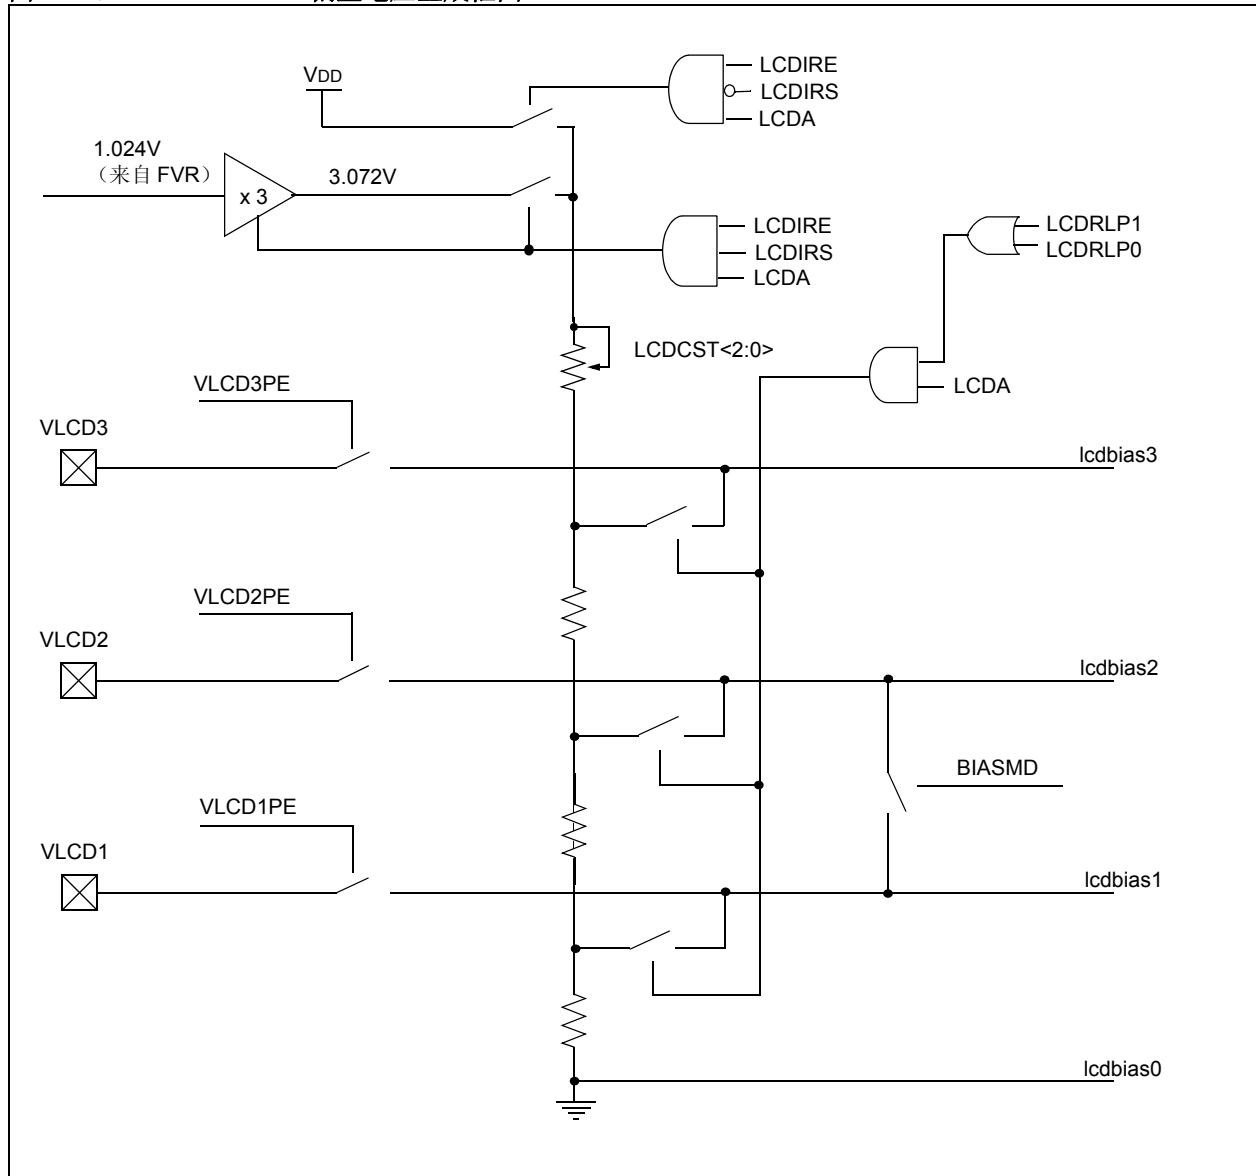 VDD
LCDIRE
LCDIRS
LCDA
1.024V
（来自 FVR）
x 3
3.072V
LCDIRE
LCDIRS
LCDA
LCDRLP1
LCDRLP0
LCDCST<2:0>
LCDA
VLCD3PE
VLCD3
lcdbias3
VLCD2PE
VLCD2
lcdbias2
BIASMD
VLCD1PE
VLCD1
lcdbias1
lcdbias0